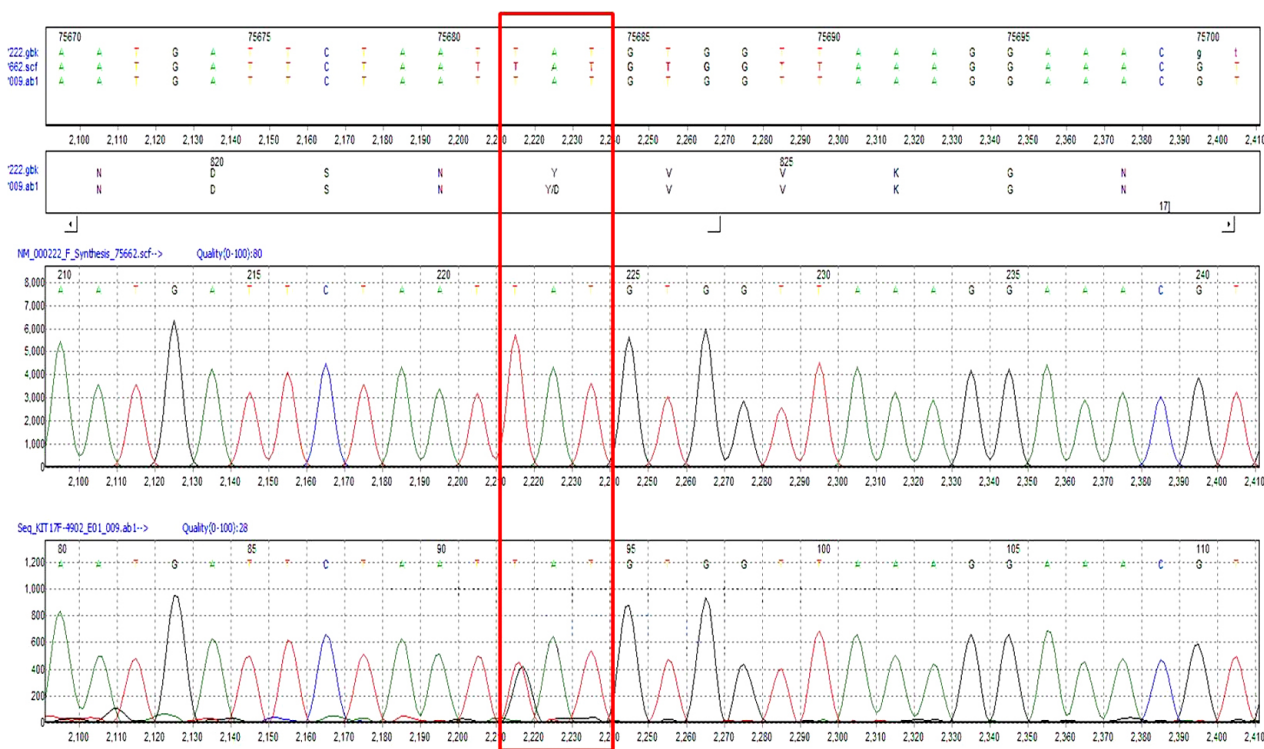 75670 75675 75680 75685 75690 75695 75700
222.gbk A A T G A T T C T A A T T A T G T G G T T A A A G G A A A C g t
662.scf A A T G A T T C T A A T T A T G T G G T T A A A G G A A A C G T
009.ab1 A A T G A T T C T A A T T A T G T G G T T A A A G G A A A C G T
2,100 2,110 2,120 2,130 2,140 2,150 2,160 2,170 2,180 2,190 2,200 2,210 2,220 2,230 2,240 2,250 2,260 2,270 2,280 2,290 2,300 2,310 2,320 2,330 2,340 2,350 2,360 2,370 2,380 2,390 2,400 2,410
820 825
222.gbk N D S N Y V V K G N
009.ab1 N D S N Y/D V V K G N
17]
NM_000222_F_Synthesis_75662.scf--> Quality(0-100):80
210 215 220 225 230 235 240
A A T G A T T C T A A T T A T G T G G T T A A A G G A A A C G T
8,000
7,000
6,000
5,000
4,000
3,000
2,000
1,000
0
2,100 2,110 2,120 2,130 2,140 2,150 2,160 2,170 2,180 2,190 2,200 2,210 2,220 2,230 2,240 2,250 2,260 2,270 2,280 2,290 2,300 2,310 2,320 2,330 2,340 2,350 2,360 2,370 2,380 2,390 2,400 2,410
Seq_KIT17F-4902_E01_009.ab1--> Quality(0-100):28
80 85 90 95 100 105 110
A A T G A T T C T A A T T A T G T G G T T A A A G G A A A C G T
1,200
1,000
800
600
400
200
0
2,100 2,110 2,120 2,130 2,140 2,150 2,160 2,170 2,180 2,190 2,200 2,210 2,220 2,230 2,240 2,250 2,260 2,270 2,280 2,290 2,300 2,310 2,320 2,330 2,340 2,350 2,360 2,370 2,380 2,390 2,400 2,410